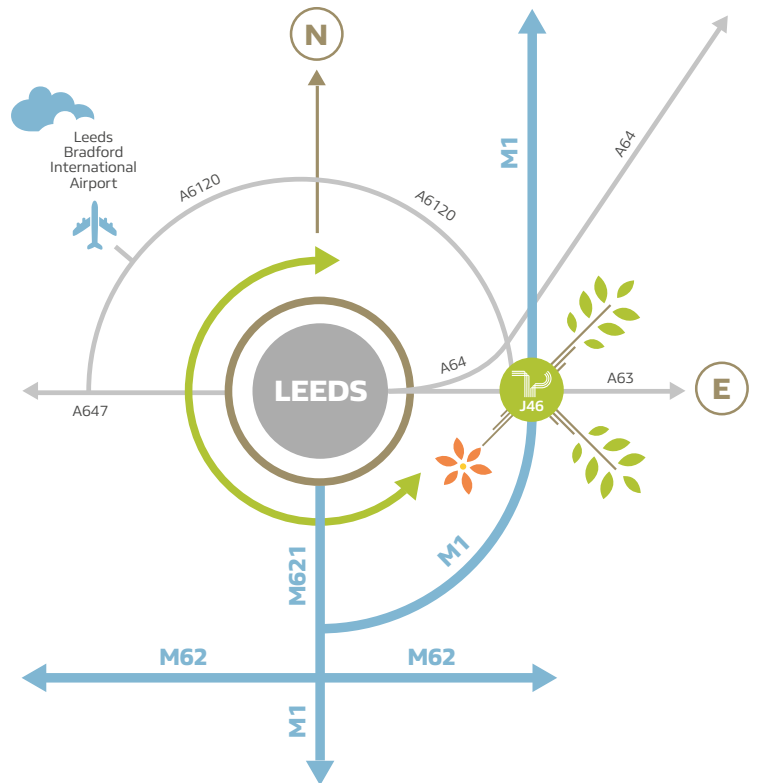 N
Leeds
Bradford
International
Airport
A6120
A6120
M1
A64
A64
LEEDS
J46
A63
E
A647
M621
M1
M62
M62
M1